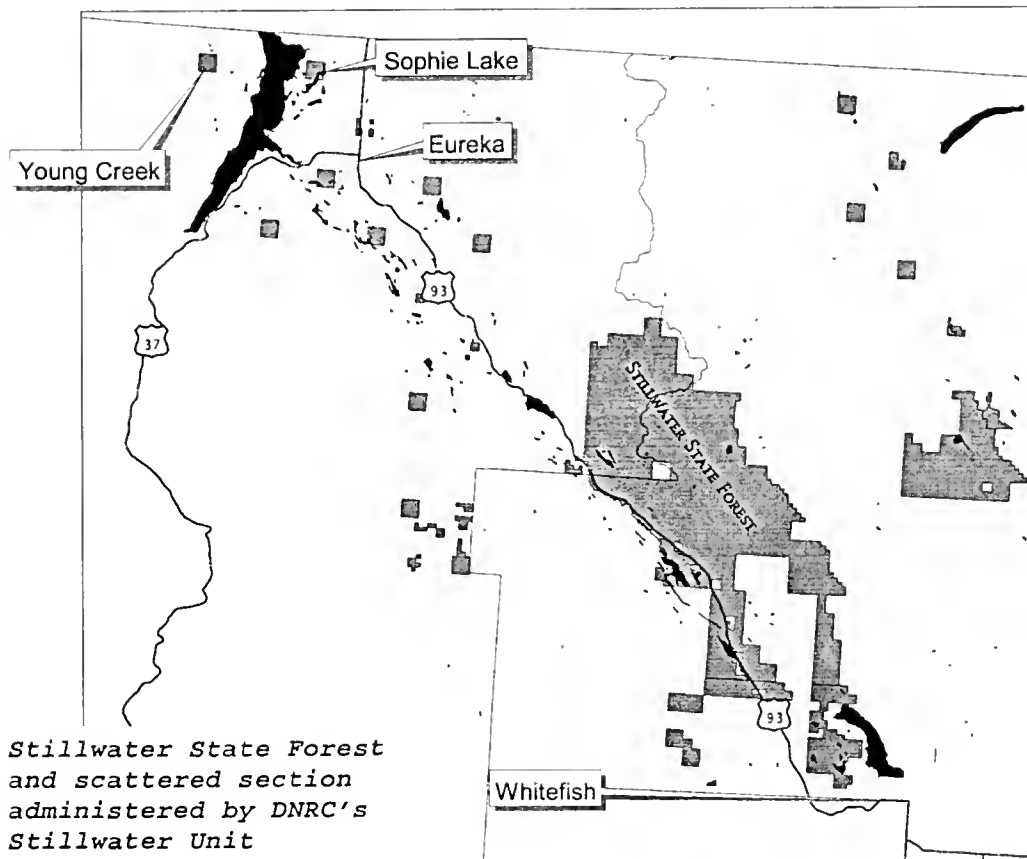 Sophie Lake
Eureka
Young Creek
93
37
STILLWATER STATE FOREST
93
Whitefish
Stillwater State Forest
and scattered section
administered by DNRC's
Stillwater Unit